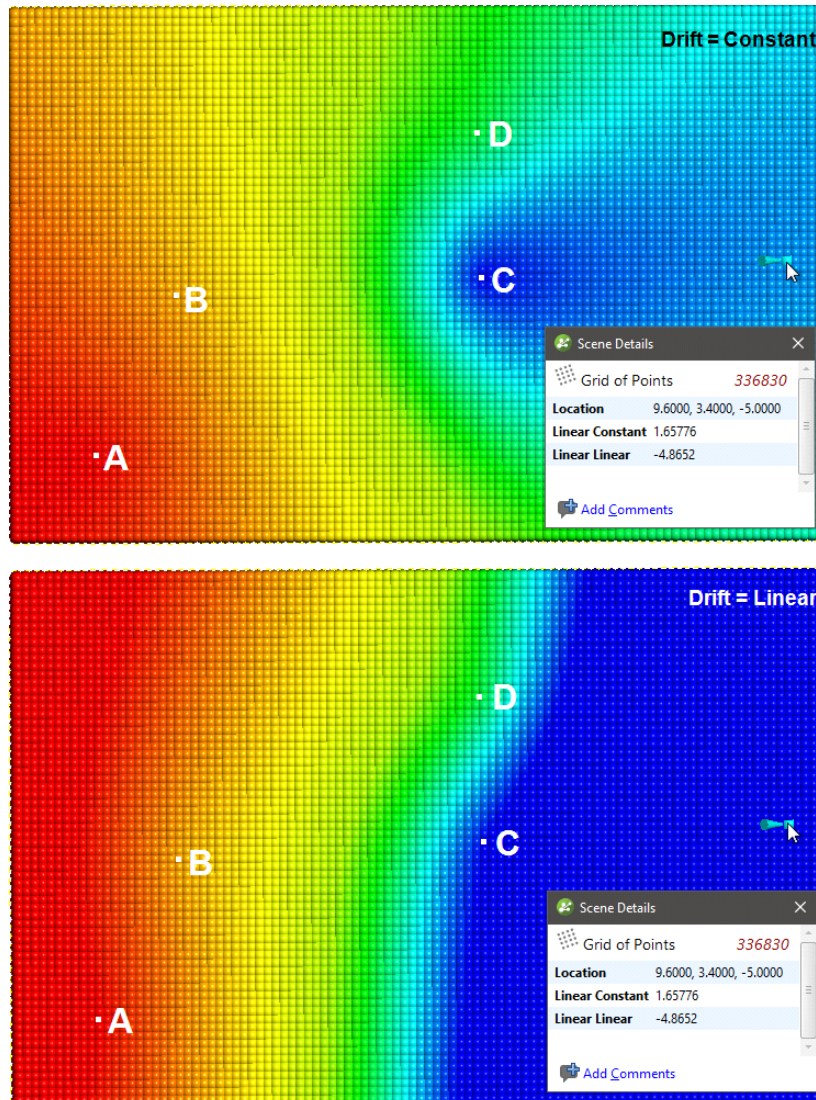 Drift = Constant
D
C
B
A
Scene Details
Grid of Points 336830
Location 9.6000, 3.4000, -5.0000
Linear Constant 1.65776
Linear Linear -4.8652
Add Comments
Drift = Linear
D
C
B
A
Scene Details
Grid of Points 336830
Location 9.6000, 3.4000, -5.0000
Linear Constant 1.65776
Linear Linear -4.8652
Add Comments